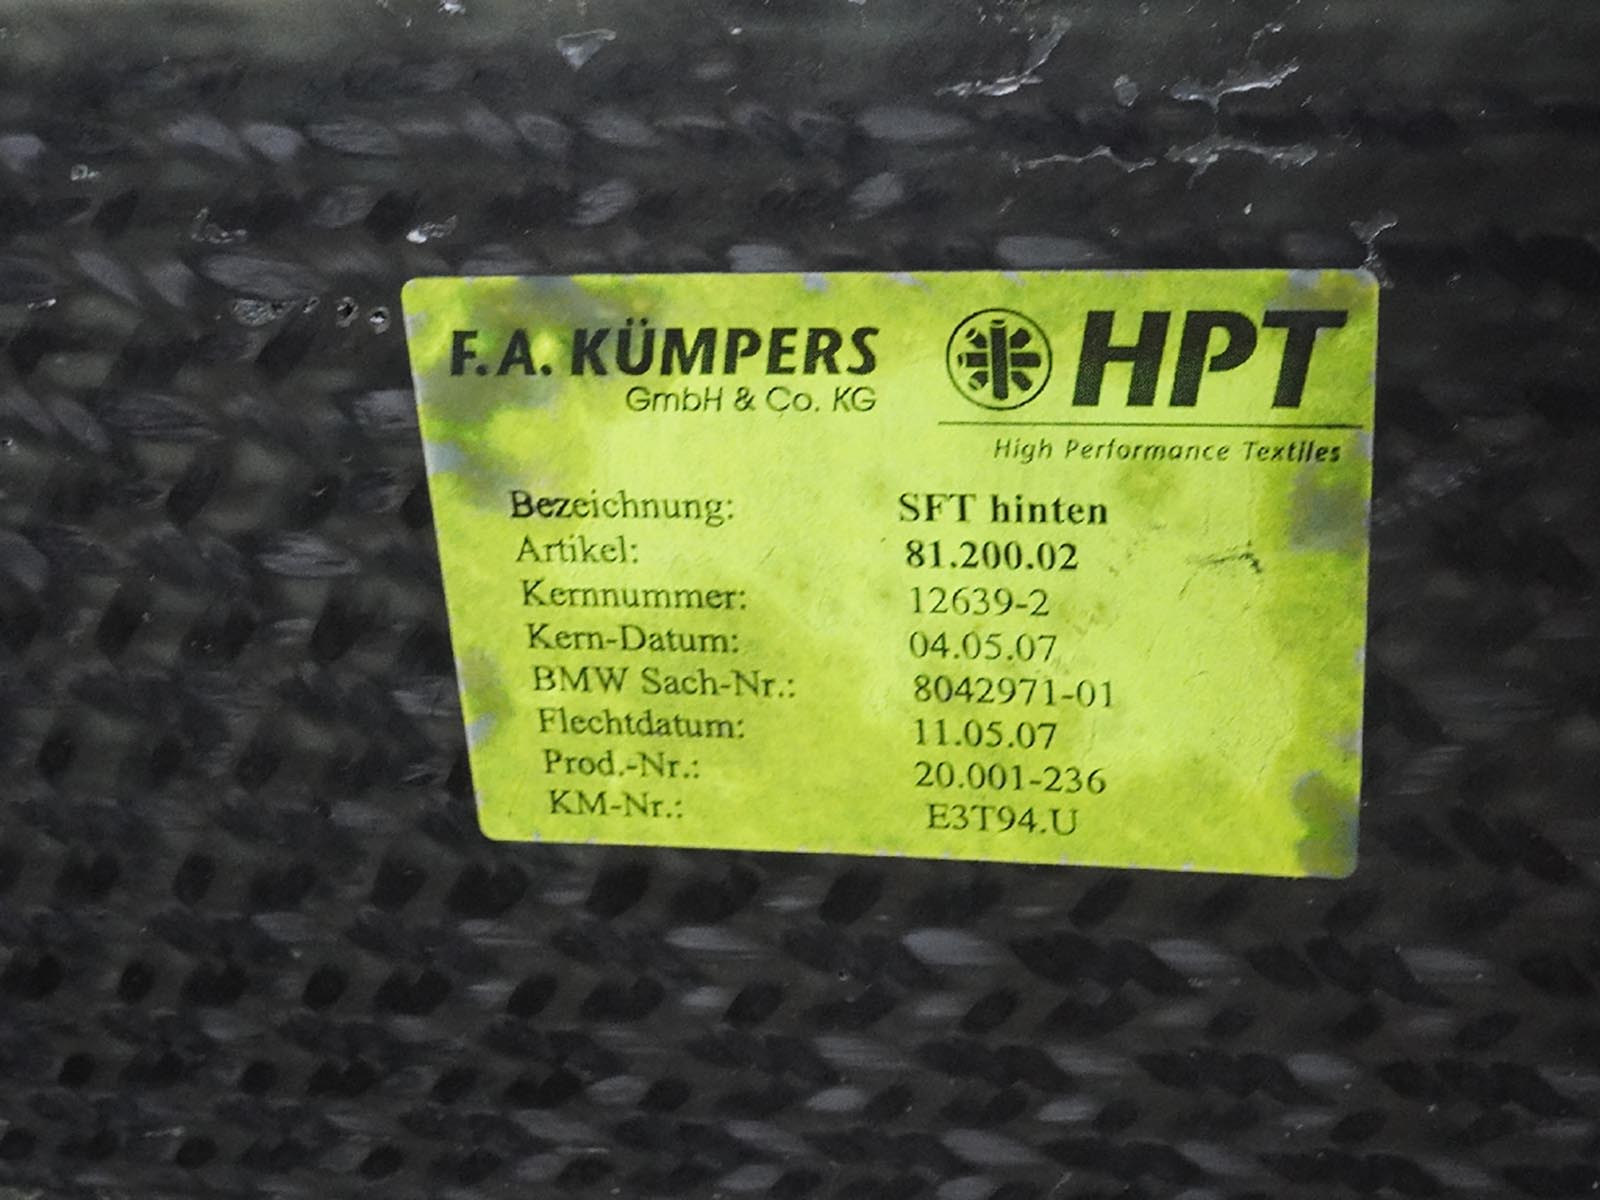 F.A. KÜMPERS
GmbH & Co. KG
HPT
High Performance Textiles
Bezeichnung: SFT hinten
Artikel: 81.200.02
Kernnummer: 12639-2
Kern-Datum: 04.05.07
BMW Sach-Nr.: 8042971-01
Flechtdatum: 11.05.07
Prod.-Nr.: 20.001-236
KM-Nr.: E3T94.U